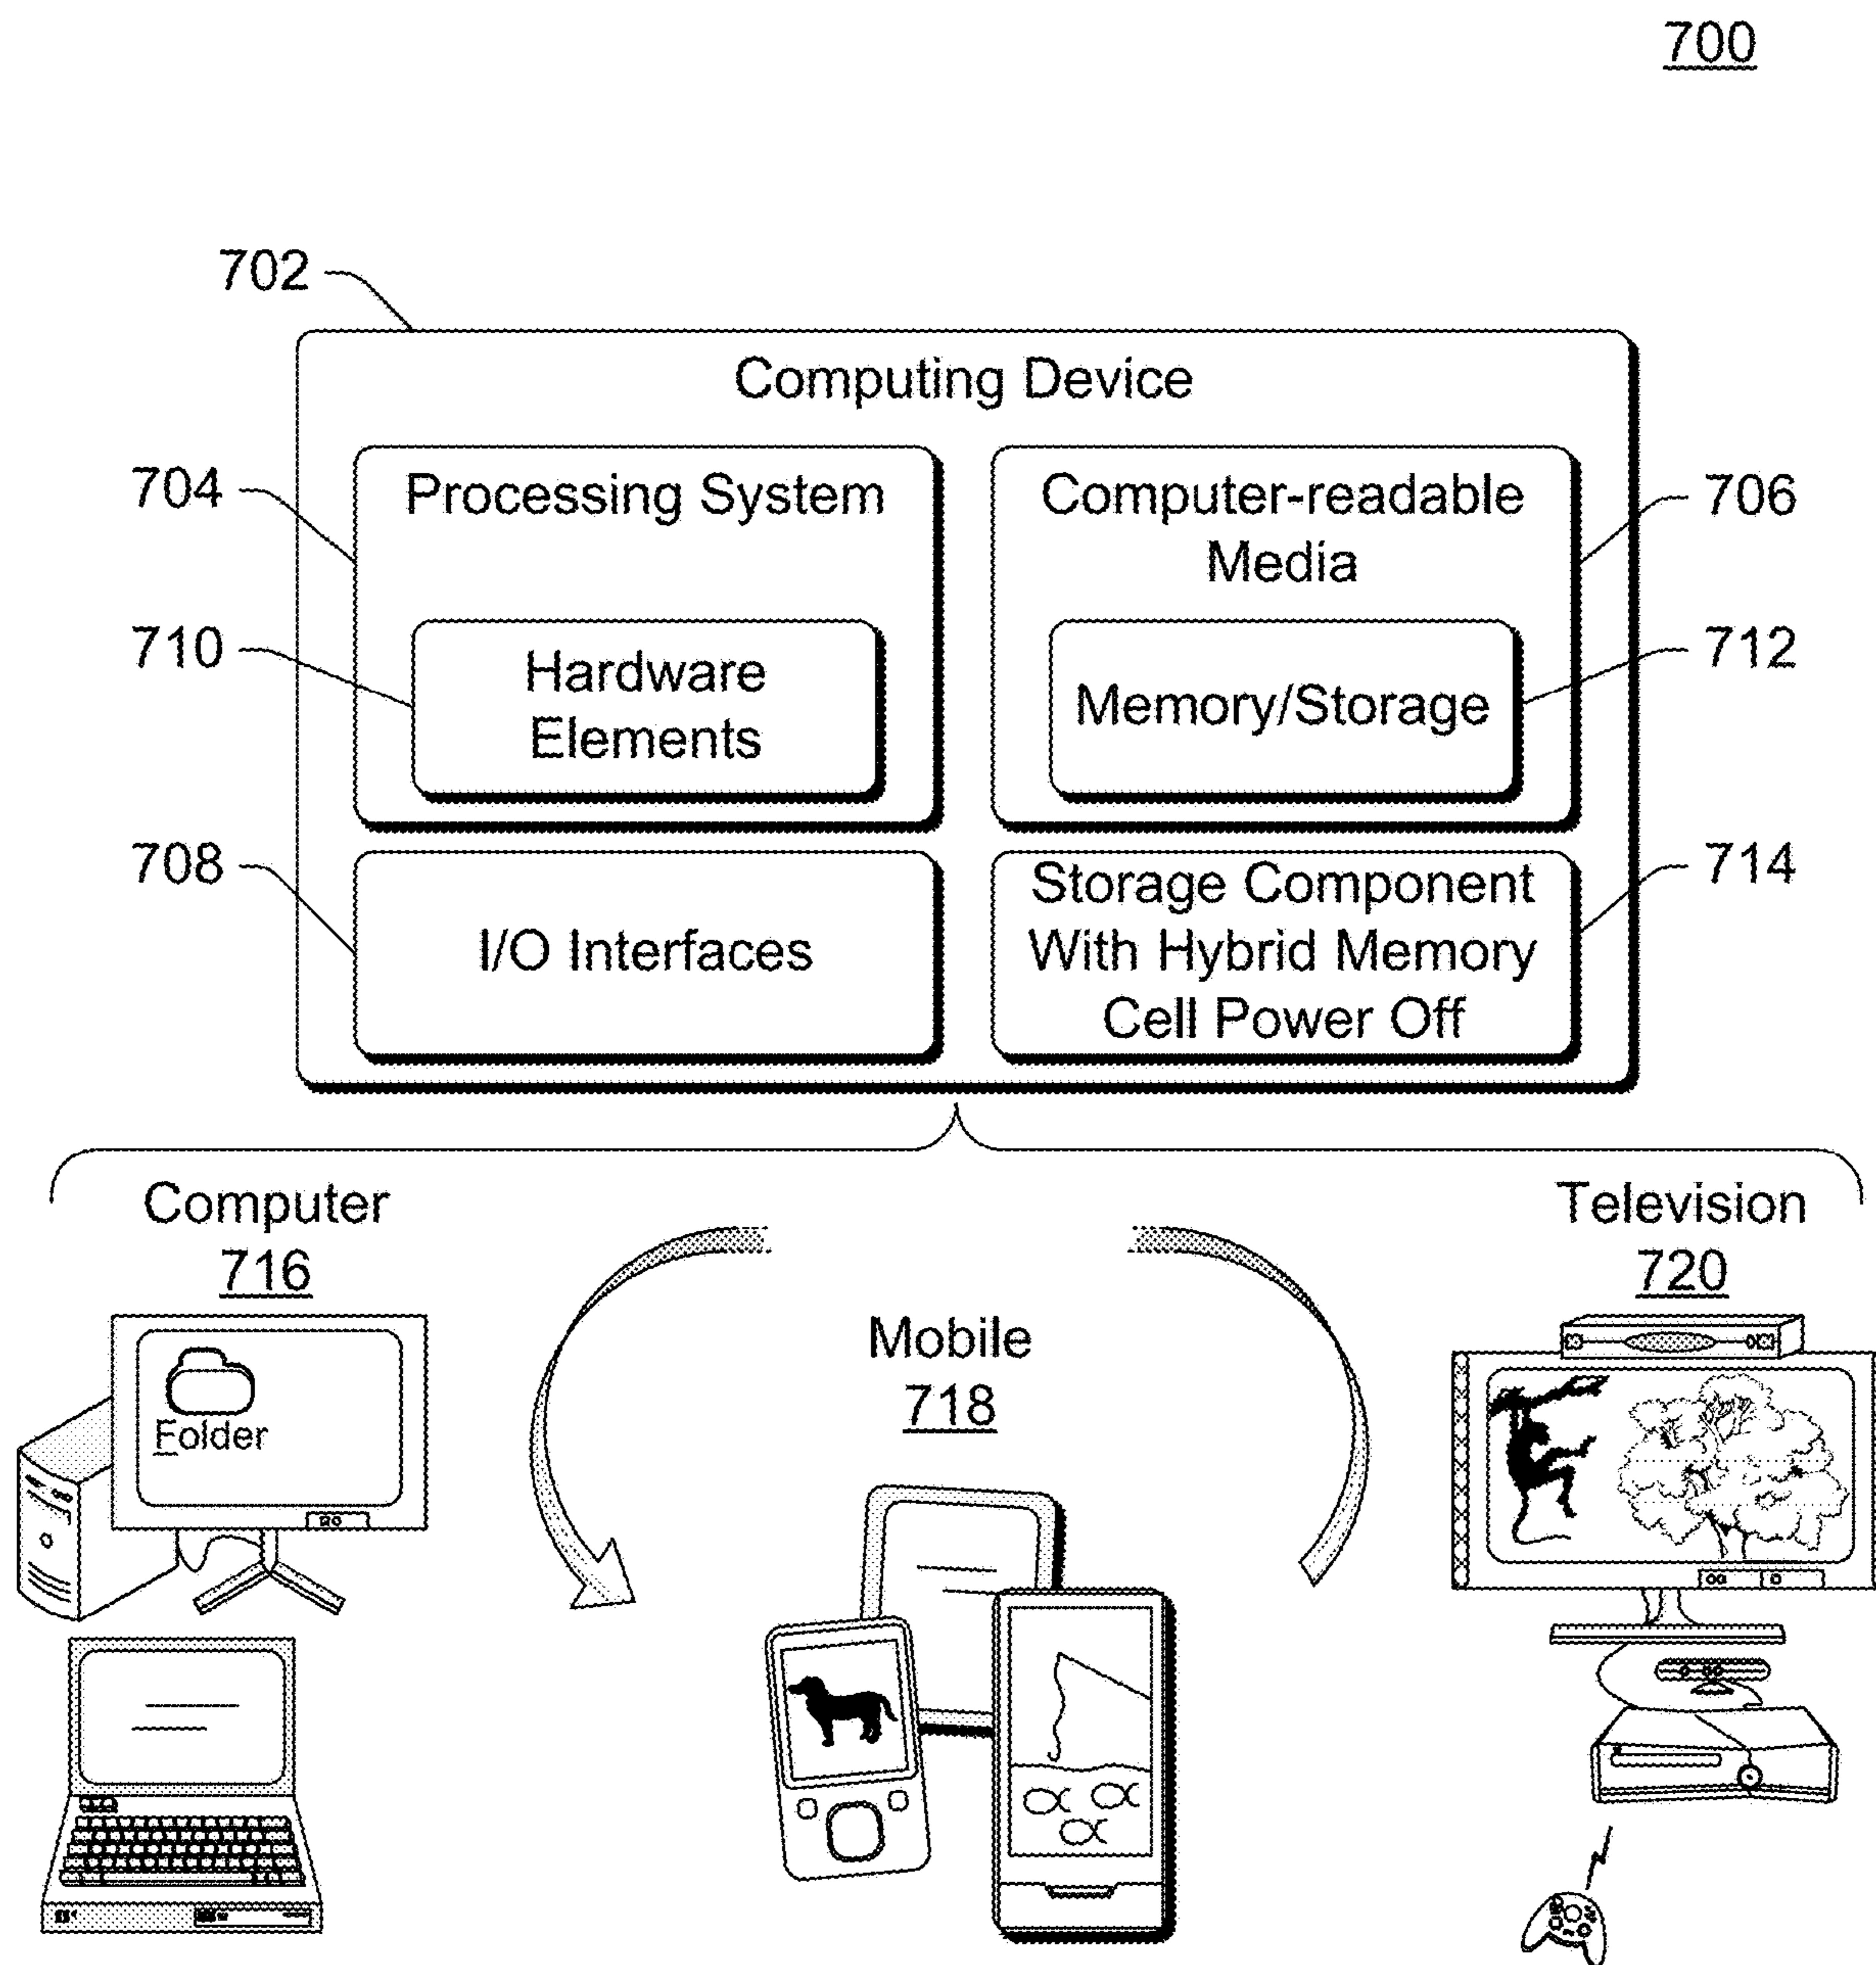 700
702
Computing Device
704
Processing System
Computer-readable
Media
706
710
Hardware
Elements
Memory/Storage
712
708
I/O Interfaces
Storage Component
With Hybrid Memory
Cell Power Off
714
Computer
716
Mobile
718
Television
720
Folder